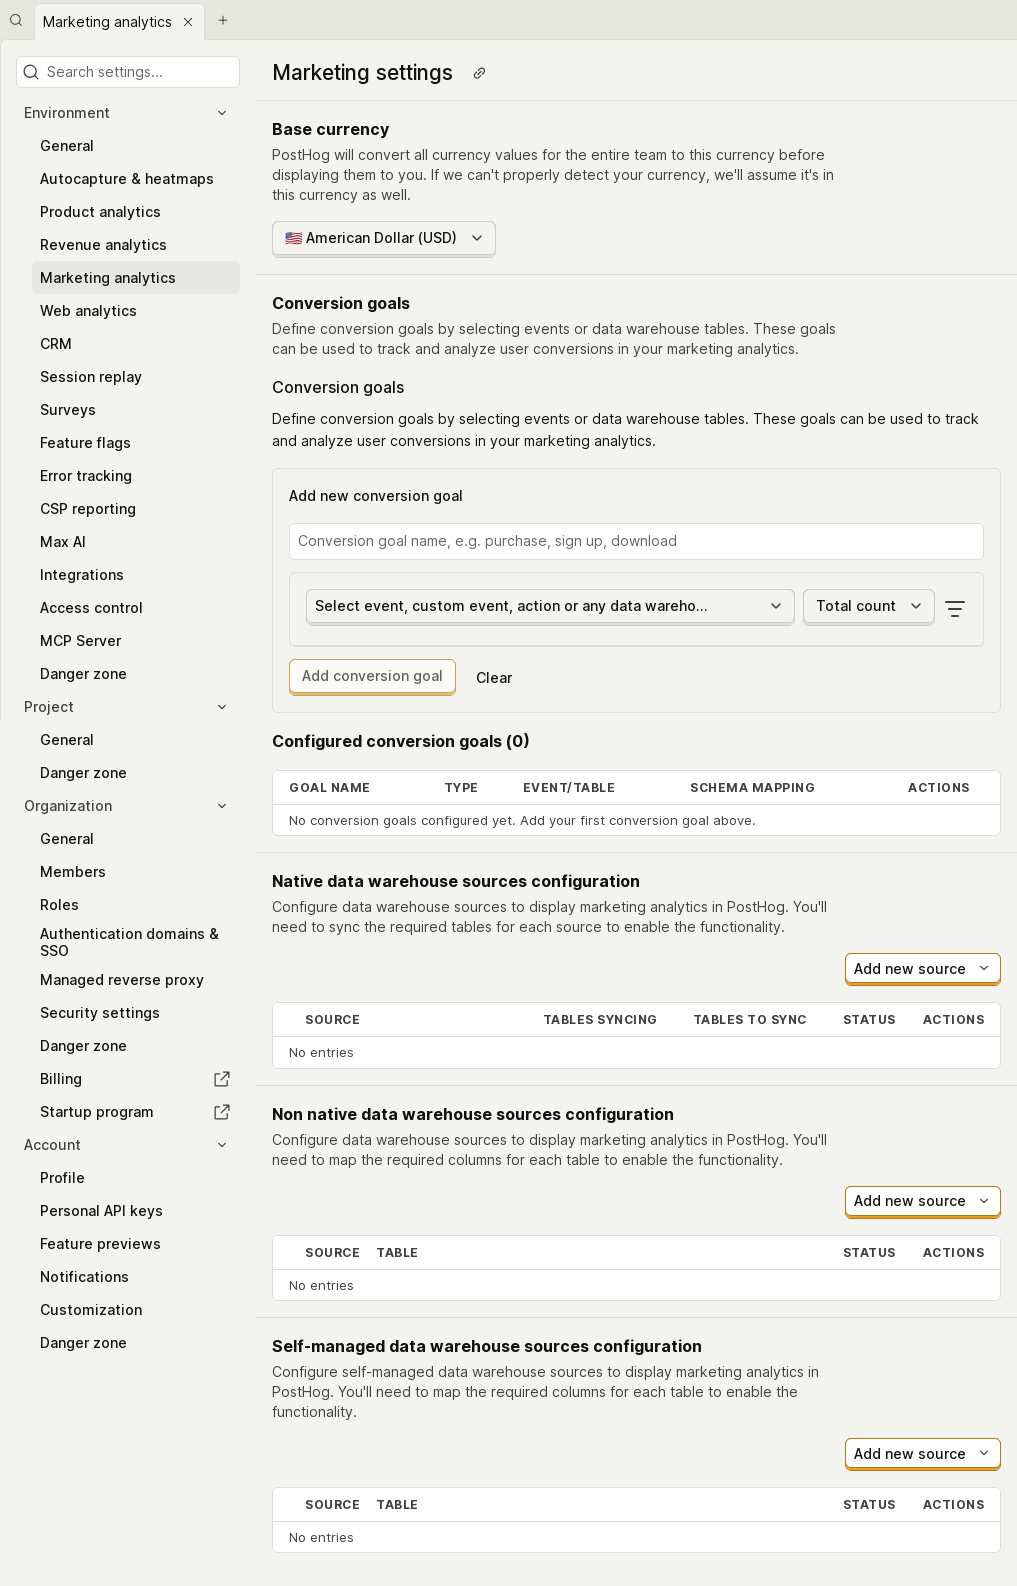 Marketing analytics
Search settings...
Environment
General
Autocapture & heatmaps
Product analytics
Revenue analytics
Marketing analytics
Web analytics
CRM
Session replay
Surveys
Feature flags
Error tracking
CSP reporting
Max AI
Integrations
Access control
MCP Server
Danger zone
Project
General
Danger zone
Organization
General
Members
Roles
Authentication domains &
SSO
Managed reverse proxy
Security settings
Danger zone
Billing
Startup program
Account
Profile
Personal API keys
Feature previews
Notifications
Customization
Danger zone
Marketing settings
Base currency
PostHog will convert all currency values for the entire team to this currency before
displaying them to you. If we can't properly detect your currency, we'll assume it's in
this currency as well.
🇺🇸 American Dollar (USD)
Conversion goals
Define conversion goals by selecting events or data warehouse tables. These goals
can be used to track and analyze user conversions in your marketing analytics.
Conversion goals
Define conversion goals by selecting events or data warehouse tables. These goals can be used to track
and analyze user conversions in your marketing analytics.
Add new conversion goal
Conversion goal name, e.g. purchase, sign up, download
Select event, custom event, action or any data wareho... Total count
Add conversion goal Clear
Configured conversion goals (0)
GOAL NAME TYPE EVENT/TABLE SCHEMA MAPPING ACTIONS
No conversion goals configured yet. Add your first conversion goal above.
Native data warehouse sources configuration
Configure data warehouse sources to display marketing analytics in PostHog. You'll
need to sync the required tables for each source to enable the functionality.
Add new source
SOURCE TABLES SYNCING TABLES TO SYNC STATUS ACTIONS
No entries
Non native data warehouse sources configuration
Configure data warehouse sources to display marketing analytics in PostHog. You'll
need to map the required columns for each table to enable the functionality.
Add new source
SOURCE TABLE STATUS ACTIONS
No entries
Self-managed data warehouse sources configuration
Configure self-managed data warehouse sources to display marketing analytics in
PostHog. You'll need to map the required columns for each table to enable the
functionality.
Add new source
SOURCE TABLE STATUS ACTIONS
No entries